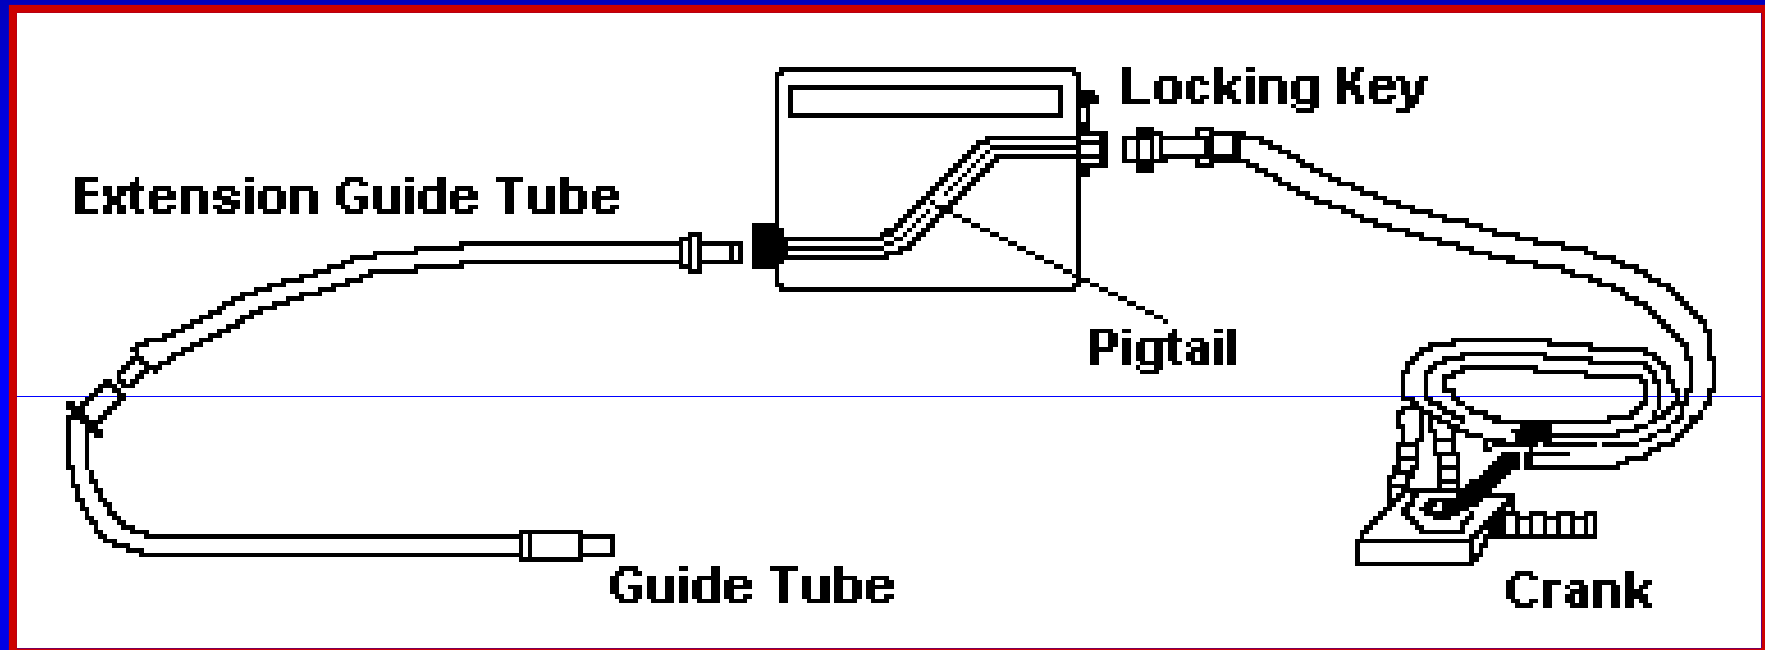 Locking Key
Extension Guide Tube
Pigtail
Guide Tube
Crank